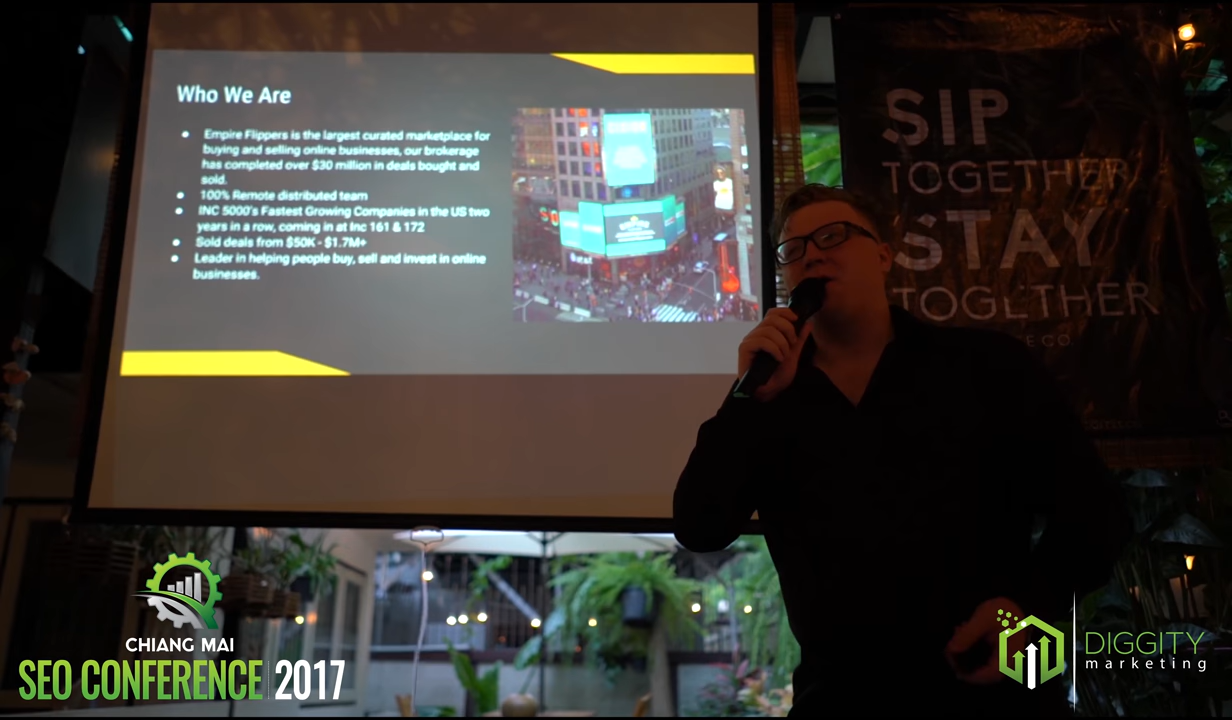 Who We Are
Empire Flippers is the largest curated marketplace for
buying and selling online businesses, our brokerage
has completed over $30 million in deals bought and
sold.
100% Remote distributed team
INC 5000's Fastest Growing Companies in the US two
years in a row, coming in at Inc 161 & 172
Sold deals from $50K - $1.7M+
Leader in helping people buy, sell and invest in online
businesses.
SIP
TOGETHER
STAY
TOGETHER
CO
CHIANG MAI
SEO CONFERENCE 2017
DIGGITY
marketing